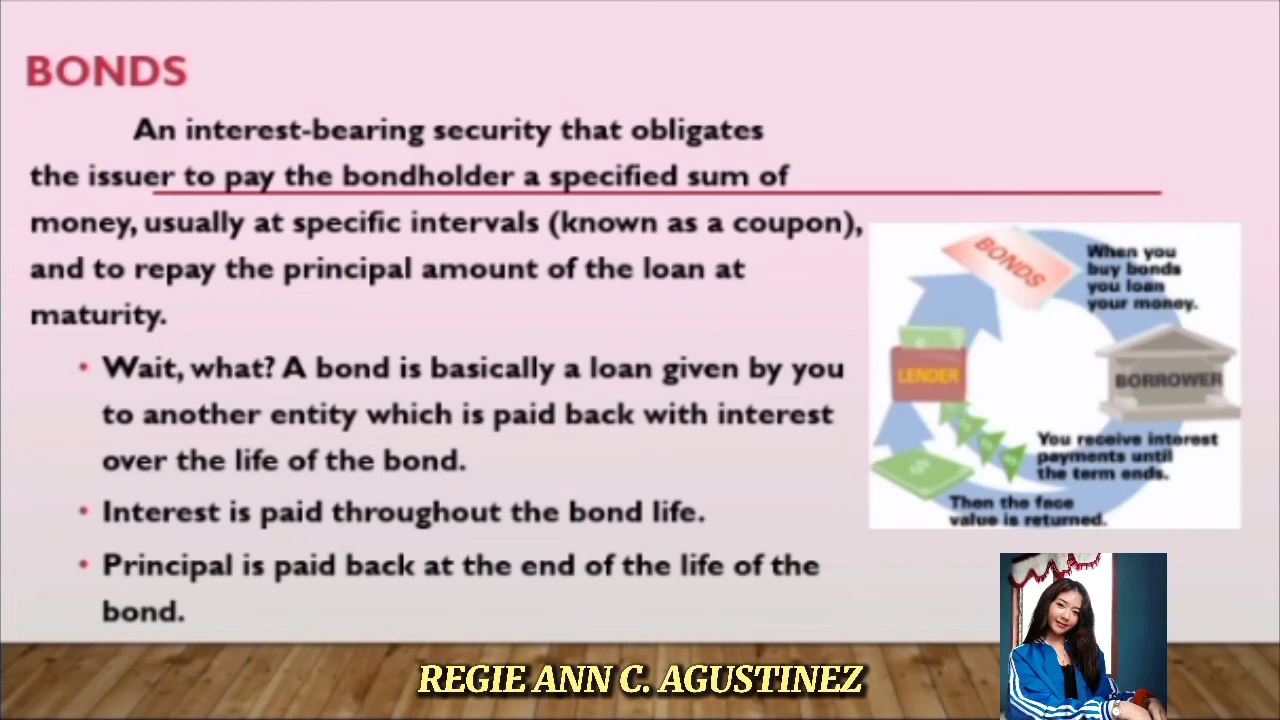 BONDS
An interest-bearing security that obligates
the issuer to pay the bondholder a specified sum of
money, usually at specific intervals (known as a coupon),
and to repay the principal amount of the loan at
maturity.
• Wait, what? A bond is basically a loan given by you
to another entity which is paid back with interest
over the life of the bond.
• Interest is paid throughout the bond life.
• Principal is paid back at the end of the life of the
bond.
BONDS
When you
buy bonds
you loan
your money.
LENDER
BORROWER
You receive interest
payments until
the term ends.
Then the face
value is returned.
REGIE ANN C. AGUSTINEZ